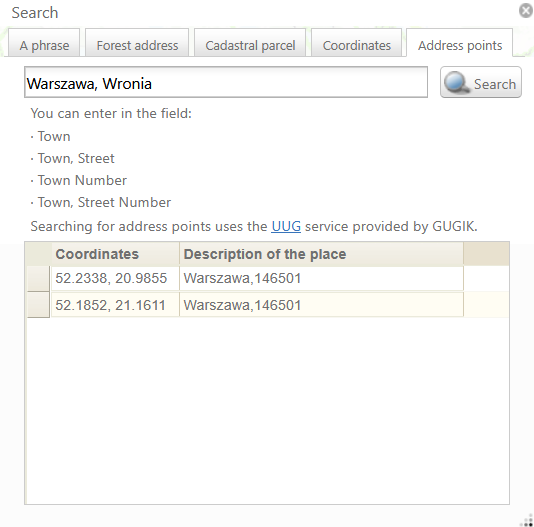 Search
A phrase Forest address Cadastral parcel Coordinates Address points
Warszawa, Wronia Search
You can enter in the field:
· Town
· Town, Street
· Town Number
· Town, Street Number
Searching for address points uses the UUG service provided by GUGIK.
Coordinates Description of the place
52.2338, 20.9855 Warszawa,146501
52.1852, 21.1611 Warszawa,146501